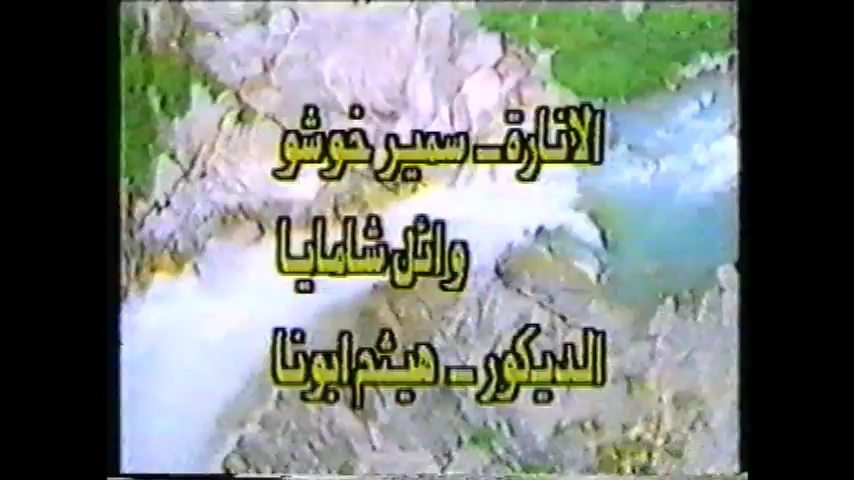 الانارة - سمير خوشو
وائل شامايا
الديكور - هيثم ابونا